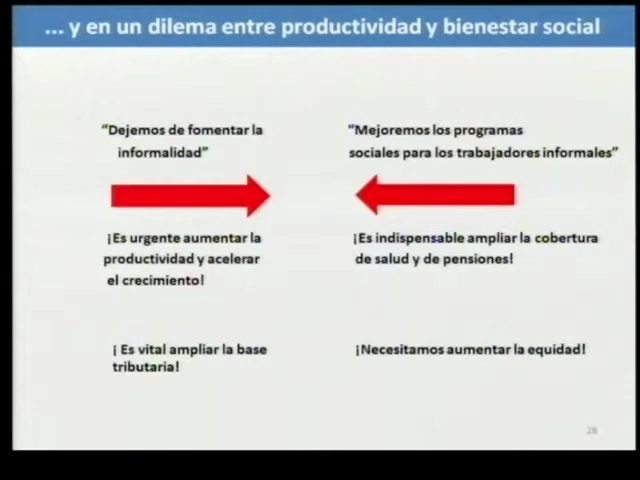 ... y en un dilema entre productividad y bienestar social
“Dejemos de fomentar la
informalidad”
“Mejoremos los programas
sociales para los trabajadores informales”
¡Es urgente aumentar la
productividad y acelerar
el crecimiento!
¡Es indispensable ampliar la cobertura
de salud y de pensiones!
¡ Es vital ampliar la base
tributaria!
¡Necesitamos aumentar la equidad!
28